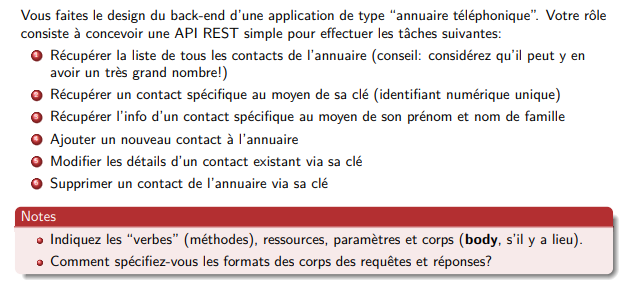 Vous faites le design du back-end d'une application de type “annuaire téléphonique”. Votre rôle
consiste à concevoir une API REST simple pour effectuer les tâches suivantes:
1 Récupérer la liste de tous les contacts de l'annuaire (conseil: considérez qu'il peut y en
avoir un très grand nombre!)
2 Récupérer un contact spécifique au moyen de sa clé (identifiant numérique unique)
3 Récupérer l'info d'un contact spécifique au moyen de son prénom et nom de famille
4 Ajouter un nouveau contact à l'annuaire
5 Modifier les détails d'un contact existant via sa clé
6 Supprimer un contact de l'annuaire via sa clé
Notes
Indiquez les “verbes” (méthodes), ressources, paramètres et corps (body, s'il y a lieu).
Comment spécifiez-vous les formats des corps des requêtes et réponses?